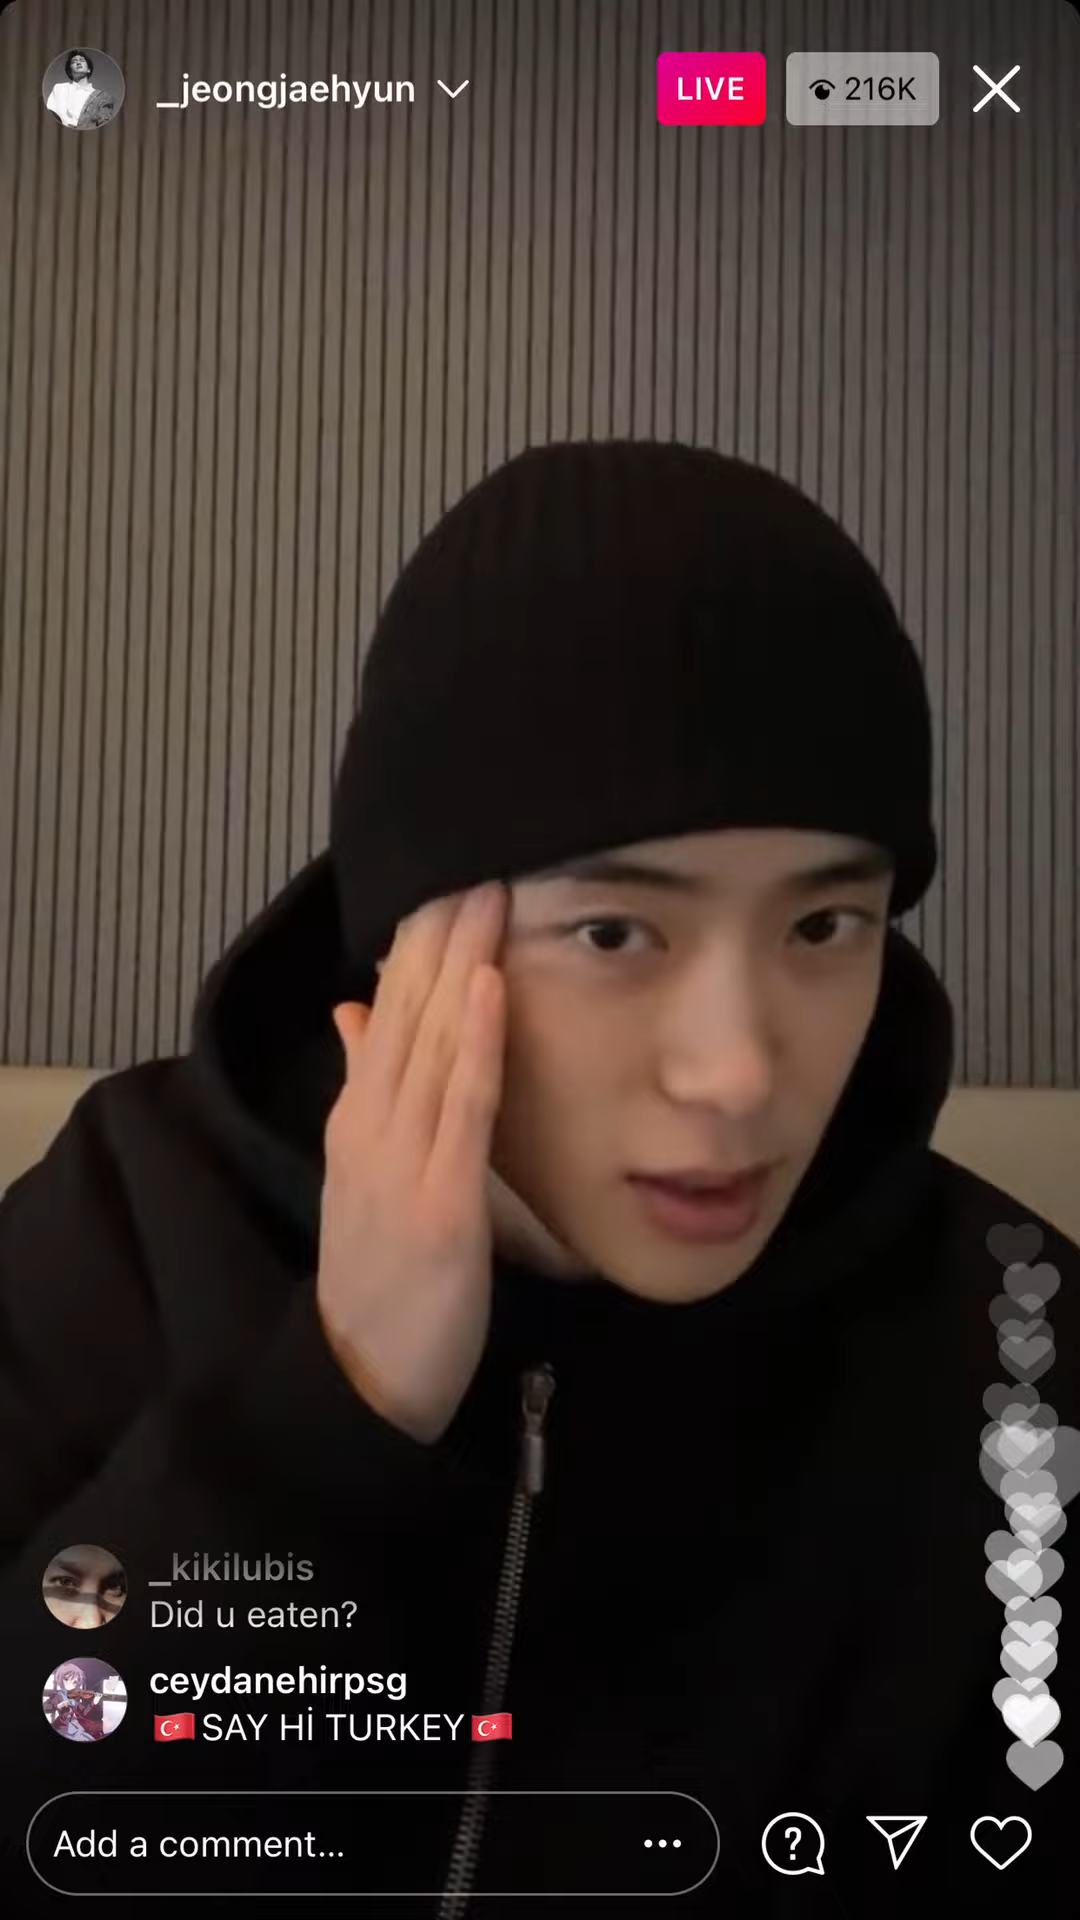 _jeongjaehyun
LIVE
216K
_kikilubis
Did u eaten?
ceydanehirpsg
🇹🇷SAY Hİ TURKEY🇹🇷
Add a comment...